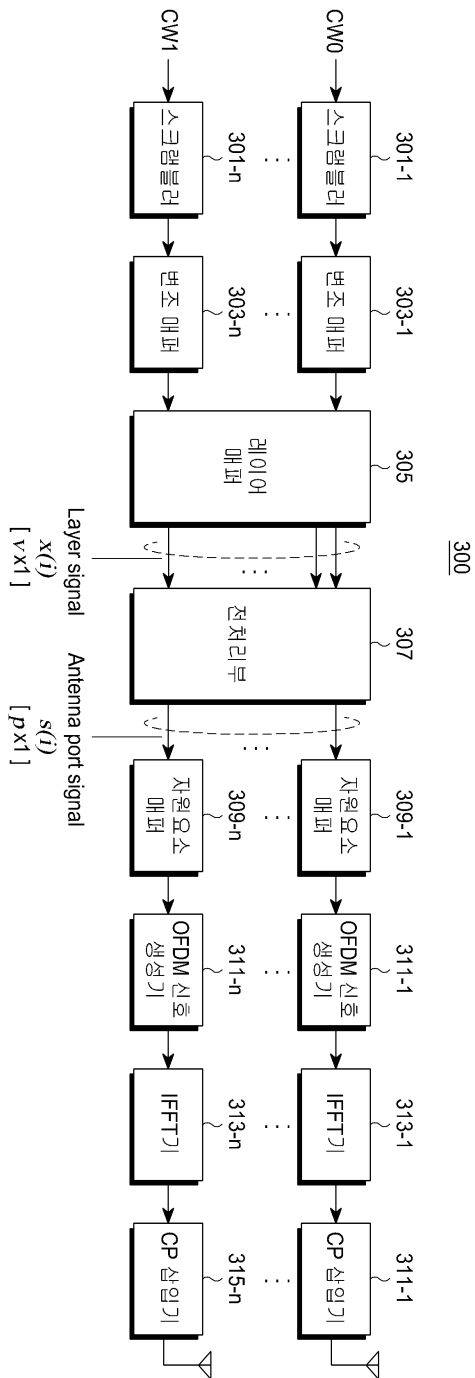 300
CW0
스크램블러
301-1
변조 매퍼
303-1
CW1
스크램블러
301-n
변조 매퍼
303-n
레이어
매퍼
305
Layer signal
x(i)
[ v x1 ]
전처리부
307
Antenna port signal
s(i)
[ p x1 ]
자원요소
매퍼
309-1
OFDM 신호
생성기
311-1
IFFT기
313-1
CP 삽입기
311-1
자원요소
매퍼
309-n
OFDM 신호
생성기
311-n
IFFT기
313-n
CP 삽입기
315-n